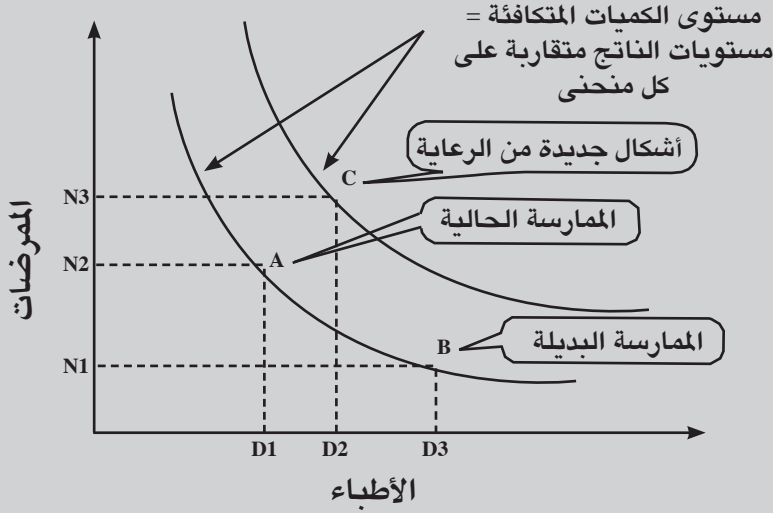 مستوى الكميات المتكافئة =
مستويات الناتج متقاربة على
كل منحنى
أشكال جديدة من الرعاية
C
N3
الممارسة الحالية
A
N2
الممرضات
B
الممارسة البديلة
N1
D1 D2 D3
الأطباء